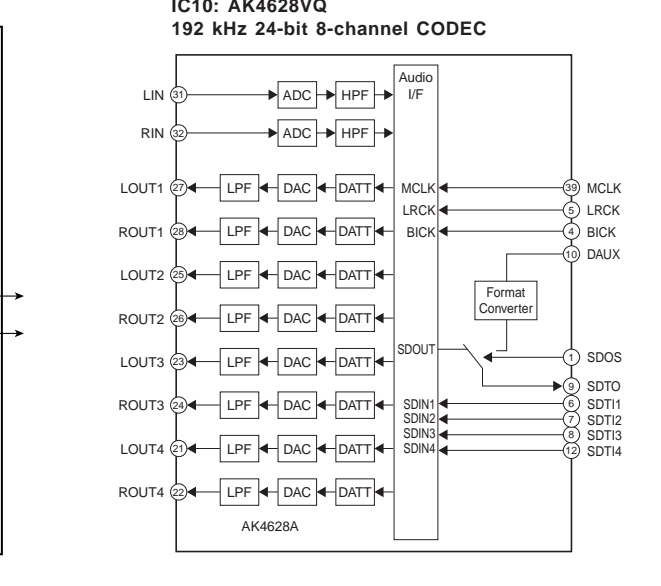 IC10: AK4628VQ
192 kHz 24-bit 8-channel CODEC
Audio
I/F
LIN 31 ADC HPF
RIN 32 ADC HPF
LOUT1 27 LPF DAC DATT MCLK 39 MCLK
LRCK 5 LRCK
ROUT1 28 LPF DAC DATT BICK 4 BICK
10 DAUX
LOUT2 25 LPF DAC DATT
Format
Converter
ROUT2 26 LPF DAC DATT
SDOUT
LOUT3 23 LPF DAC DATT 1 SDOS
9 SDTO
ROUT3 24 LPF DAC DATT SDIN1 6 SDTI1
SDIN2 7 SDTI2
SDIN3 8 SDTI3
LOUT4 21 LPF DAC DATT SDIN4 12 SDTI4
ROUT4 22 LPF DAC DATT
AK4628A